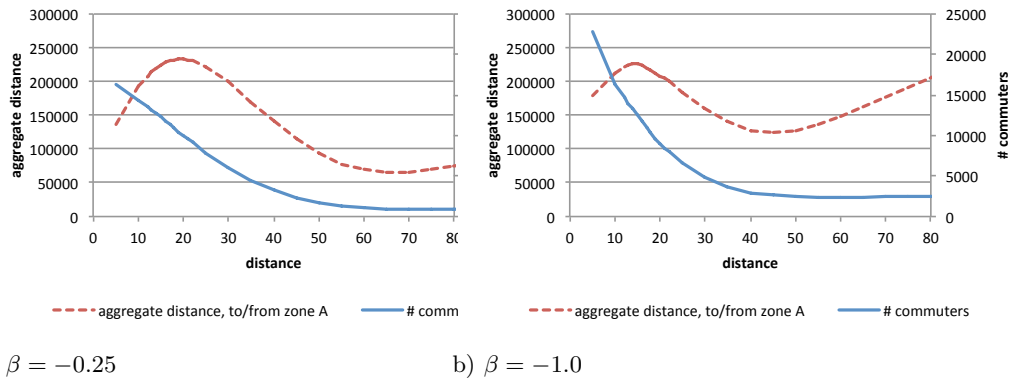 300000
250000
200000
150000
100000
50000
0
aggregate distance
0 10 20 30 40 50 60 70 80
distance
aggregate distance, to/from zone A # comm
300000
250000
200000
150000
100000
50000
0
aggregate distance
25000
20000
15000
10000
5000
0
# commuters
0 10 20 30 40 50 60 70 80
distance
aggregate distance, to/from zone A # commuters
β = −0.25
b) β = −1.0